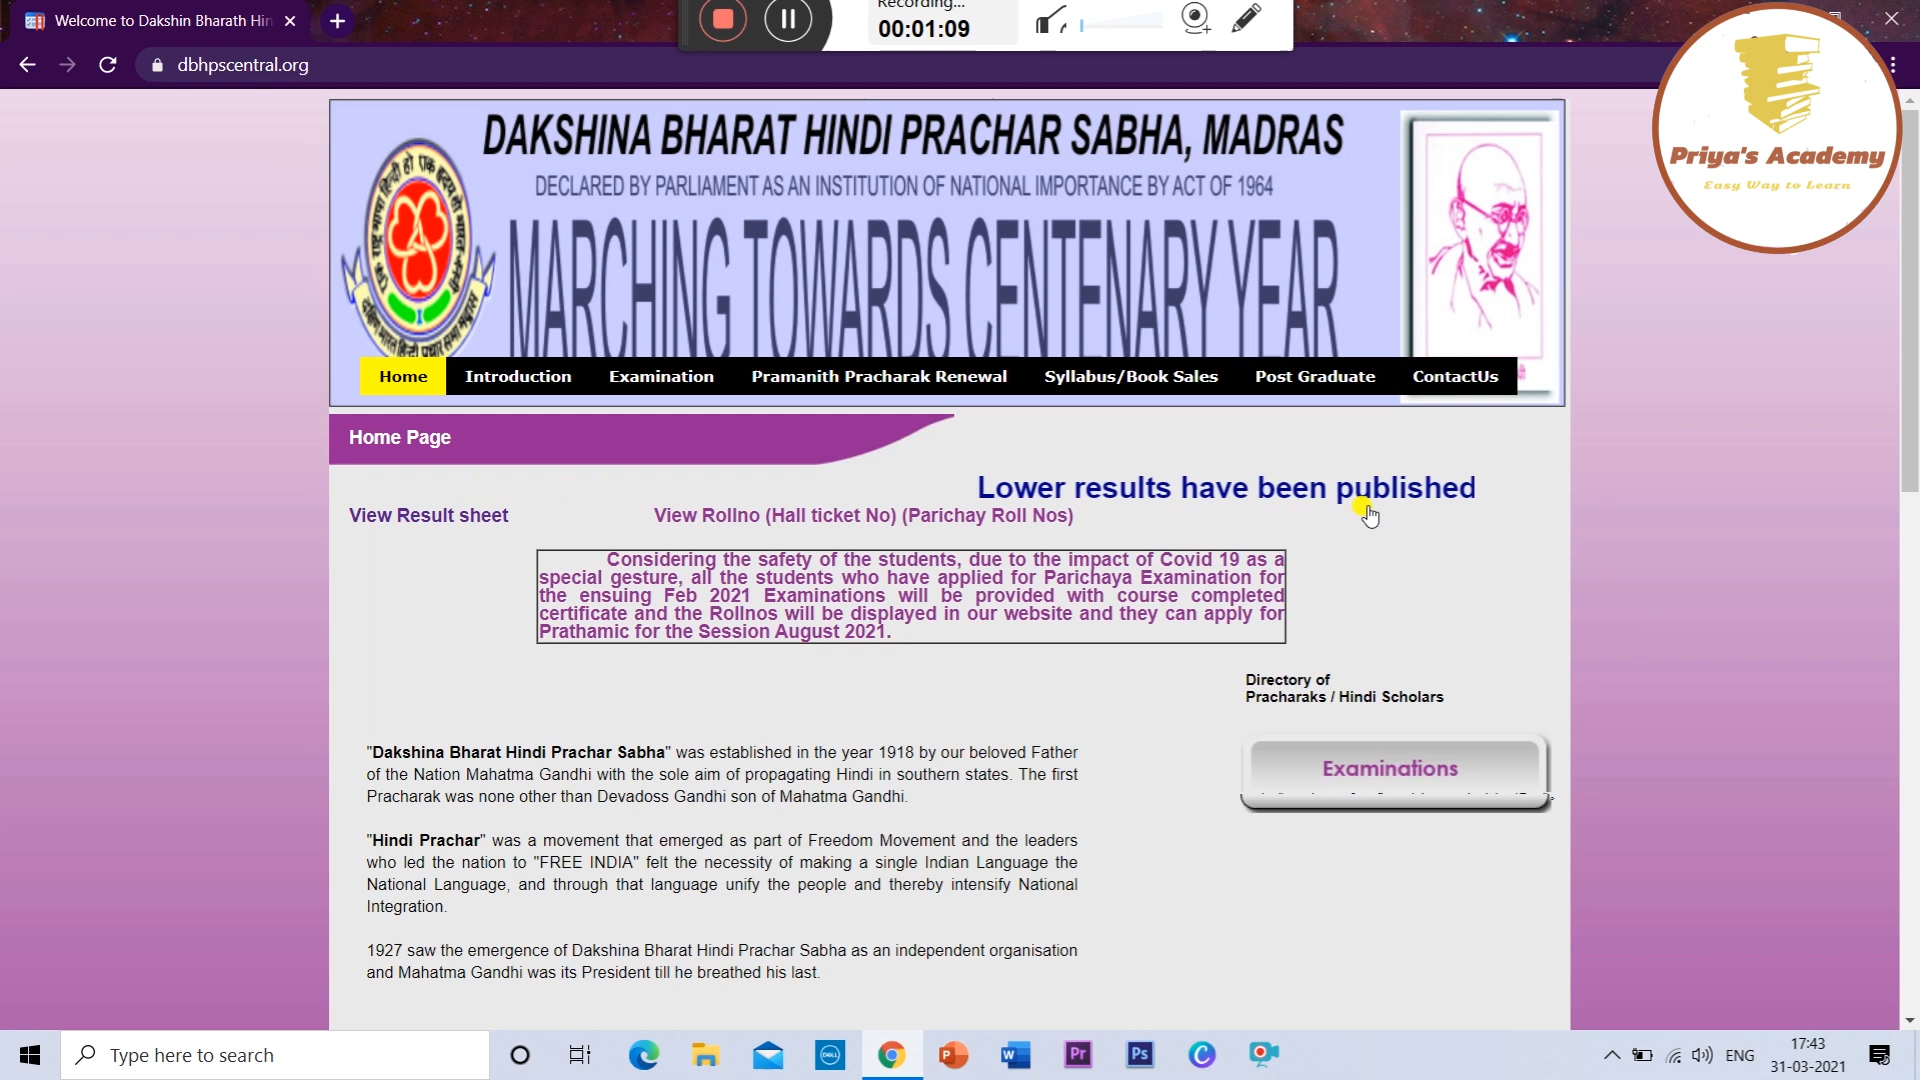 Welcome to Dakshin Bharath Hin
Recording...
00:01:09
dbhpscentral.org
Priya's Academy
Easy Way to Learn
DAKSHINA BHARAT HINDI PRACHAR SABHA, MADRAS
DECLARED BY PARLIAMENT AS AN INSTITUTION OF NATIONAL IMPORTANCE BY ACT OF 1964
MARCHING TOWARDS CENTENARY YEAR
Home Introduction Examination Pramanith Pracharak Renewal Syllabus/Book Sales Post Graduate ContactUs
Home Page
Lower results have been published
View Result sheet View Rollno (Hall ticket No) (Parichay Roll Nos)
Considering the safety of the students, due to the impact of Covid 19 as a
special gesture, all the students who have applied for Parichaya Examination for
the ensuing Feb 2021 Examinations will be provided with course completed
certificate and the Rollnos will be displayed in our website and they can apply for
Prathamic for the Session August 2021.
Directory of
Pracharaks / Hindi Scholars
Examinations
"Dakshina Bharat Hindi Prachar Sabha" was established in the year 1918 by our beloved Father
of the Nation Mahatma Gandhi with the sole aim of propagating Hindi in southern states. The first
Pracharak was none other than Devadoss Gandhi son of Mahatma Gandhi.
"Hindi Prachar" was a movement that emerged as part of Freedom Movement and the leaders
who led the nation to "FREE INDIA" felt the necessity of making a single Indian Language the
National Language, and through that language unify the people and thereby intensify National
Integration.
1927 saw the emergence of Dakshina Bharat Hindi Prachar Sabha as an independent organisation
and Mahatma Gandhi was its President till he breathed his last.
Type here to search
DELL
P
W
Pr
Ps
C
ENG
17:43
31-03-2021